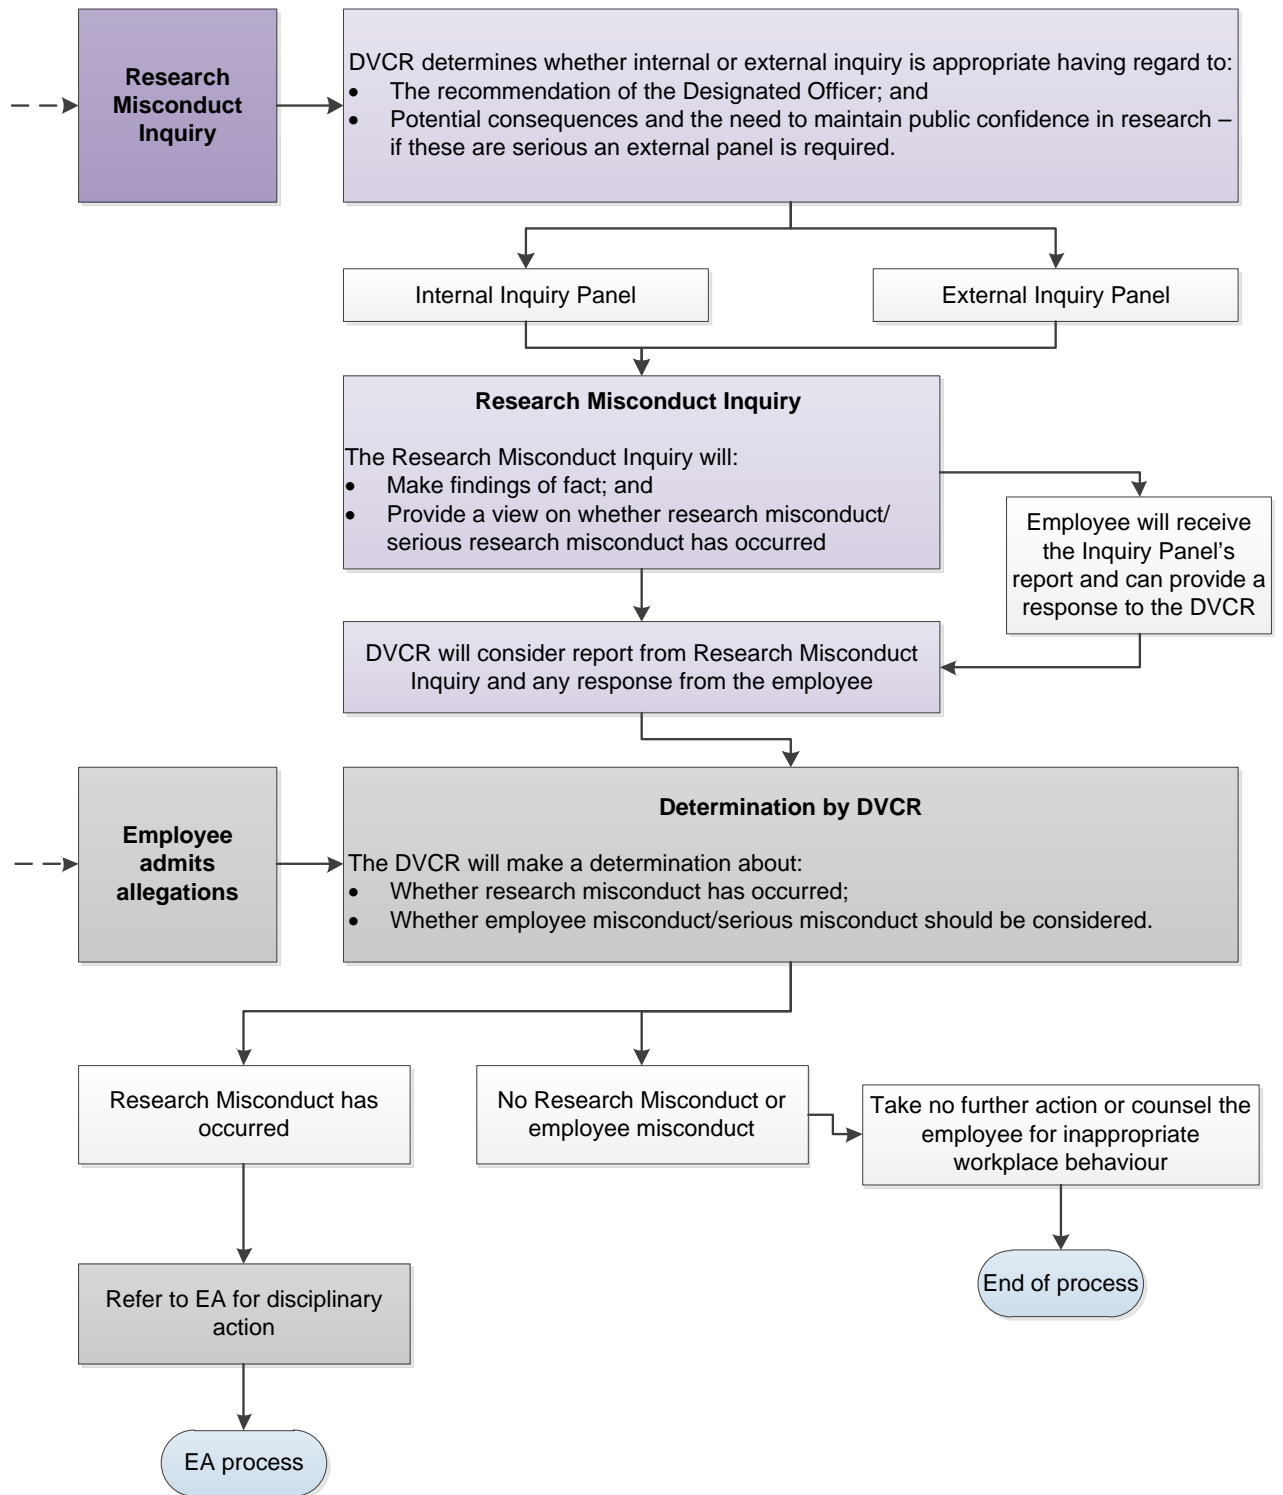 Research
Misconduct
Inquiry
DVCR determines whether internal or external inquiry is appropriate having regard to:
• The recommendation of the Designated Officer; and
• Potential consequences and the need to maintain public confidence in research –
if these are serious an external panel is required.
Internal Inquiry Panel
External Inquiry Panel
Research Misconduct Inquiry
The Research Misconduct Inquiry will:
• Make findings of fact; and
• Provide a view on whether research misconduct/
serious research misconduct has occurred
Employee will receive
the Inquiry Panel’s
report and can provide a
response to the DVCR
DVCR will consider report from Research Misconduct
Inquiry and any response from the employee
Employee
admits
allegations
Determination by DVCR
The DVCR will make a determination about:
• Whether research misconduct has occurred;
• Whether employee misconduct/serious misconduct should be considered.
Research Misconduct has
occurred
No Research Misconduct or
employee misconduct
Take no further action or counsel the
employee for inappropriate
workplace behaviour
Refer to EA for disciplinary
action
End of process
EA process